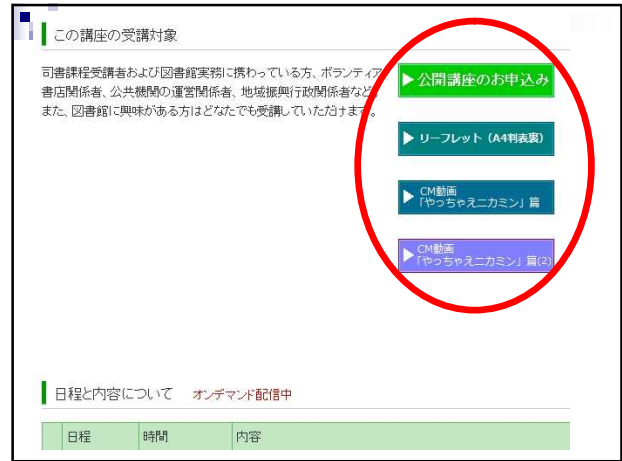 この講座の受講対象
司書課程受講者および図書館実務に携わっている方、ボランティア
書店関係者、公共機関の運営関係者、地域振興行政関係者など
また、図書館に興味がある方はどなたでも受講していただけます。
▶公開講座のお申込み
▶リーフレット（A4判表裏）
▶CM動画
「やっちゃえニカミン」篇
▶CM動画
「やっちゃえニカミン」篇(2)
日程と内容について オンデマンド配信中
日程 時間 内容